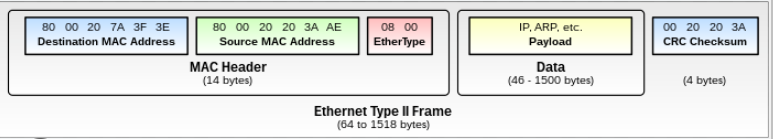 80 00 20 7A 3F 3E
Destination MAC Address
80 00 20 20 3A AE
Source MAC Address
08 00
EtherType
IP, ARP, etc.
Payload
00 20 20 3A
CRC Checksum
MAC Header
(14 bytes)
Data
(46 - 1500 bytes)
(4 bytes)
Ethernet Type II Frame
(64 to 1518 bytes)